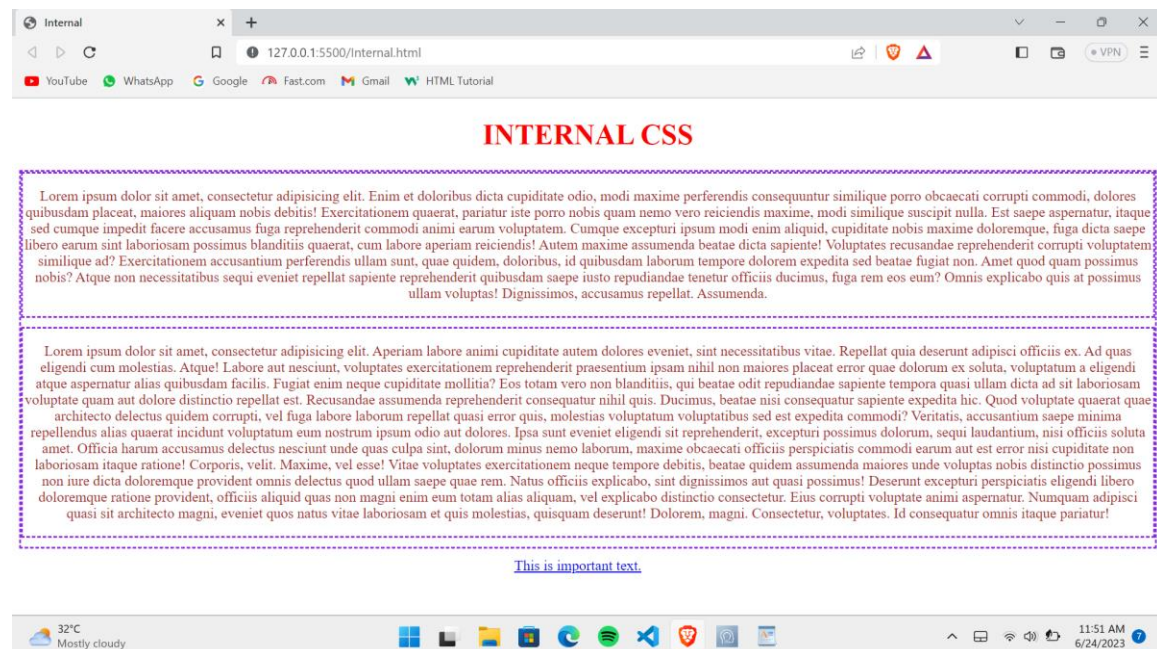 Internal
127.0.0.1:5500/Internal.html
VPN
YouTube WhatsApp Google Fast.com Gmail HTML Tutorial
INTERNAL CSS
Lorem ipsum dolor sit amet, consectetur adipisicing elit. Enim et doloribus dicta cupiditate odio, modi maxime perferendis consequuntur similique porro obcaecati corrupti commodi, dolores
quibusdam placeat, maiores aliquam nobis debitis! Exercitationem quaerat, pariatur iste porro nobis quam nemo vero reiciendis maxime, modi similique suscipit nulla. Est saepe aspernatur, itaque
sed cumque impedit facere accusamus fuga reprehenderit commodi animi earum voluptatem. Cumque excepturi ipsum modi enim aliquid, cupiditate nobis maxime doloremque, fuga dicta saepe
libero earum sint laboriosam possimus blanditiis quaerat, cum labore aperiam reiciendis! Autem maxime assumenda beatae dicta sapiente! Voluptates recusandae reprehenderit corrupti voluptatem
similique ad? Exercitationem accusantium perferendis ullam sunt, quae quidem, doloribus, id quibusdam laborum tempore dolorem expedita sed beatae fugiat non. Amet quod quam possimus
nobis? Atque non necessitatibus sequi eveniet repellat sapiente reprehenderit quibusdam saepe iusto repudiandae tenetur officiis ducimus, fuga rem eos eum? Omnis explicabo quis at possimus
ullam voluptas! Dignissimos, accusamus repellat. Assumenda.
Lorem ipsum dolor sit amet, consectetur adipisicing elit. Aperiam labore animi cupiditate autem dolores eveniet, sint necessitatibus vitae. Repellat quia deserunt adipisci officiis ex. Ad quas
eligendi cum molestias. Atque! Labore aut nesciunt, voluptates exercitationem reprehenderit praesentium ipsam nihil non maiores placeat error quae dolorum ex soluta, voluptatum a eligendi
atque aspernatur alias quibusdam facilis. Fugiat enim neque cupiditate mollitia? Eos totam vero non blanditiis, qui beatae odit repudiandae sapiente tempora quasi ullam dicta ad sit laboriosam
voluptate quam aut dolore distinctio repellat est. Recusandae assumenda reprehenderit consequatur nihil quis. Ducimus, beatae nisi consequatur sapiente expedita hic. Quod voluptate quaerat quae
architecto delectus quidem corrupti, vel fuga labore laborum repellat quasi error quis, molestias voluptatum voluptatibus sed est expedita commodi? Veritatis, accusantium saepe minima
repellendus alias quaerat incidunt voluptatum eum nostrum ipsum odio aut dolores. Ipsa sunt eveniet eligendi sit reprehenderit, excepturi possimus dolorum, sequi laudantium, nisi officiis soluta
amet. Officia harum accusamus delectus nesciunt unde quas culpa sint, dolorum minus nemo laborum, maxime obcaecati officiis perspiciatis commodi earum aut est error nisi cupiditate non
laboriosam itaque ratione! Corporis, velit. Maxime, vel esse! Vitae voluptates exercitationem neque tempore debitis, beatae quidem assumenda maiores unde voluptas nobis distinctio possimus
non iure dicta doloremque provident omnis delectus quod ullam saepe quae rem. Natus officiis explicabo, sint dignissimos aut quasi possimus! Deserunt excepturi perspiciatis eligendi libero
doloremque ratione provident, officiis aliquid quas non magni enim eum totam alias aliquam, vel explicabo distinctio consectetur. Eius corrupti voluptate animi aspernatur. Numquam adipisci
quasi sit architecto magni, eveniet quos natus vitae laboriosam et quis molestias, quisquam deserunt! Dolorem, magni. Consectetur, voluptates. Id consequatur omnis itaque pariatur!
This is important text.
32°C
Mostly cloudy
11:51 AM
6/24/2023
7